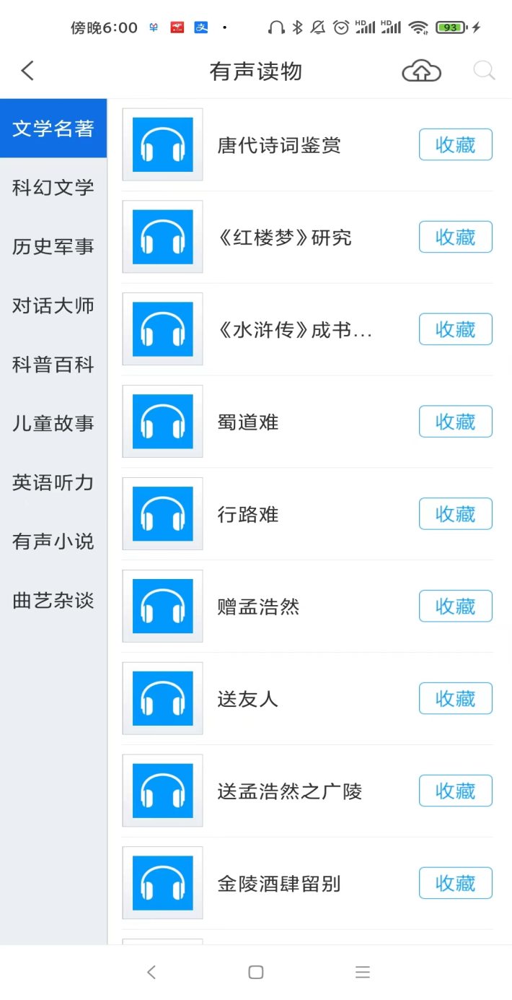 傍晚6:00 HD HD 93
有声读物
文学名著
科幻文学
历史军事
对话大师
科普百科
儿童故事
英语听力
有声小说
曲艺杂谈
唐代诗词鉴赏 收藏
《红楼梦》研究 收藏
《水浒传》成书... 收藏
蜀道难 收藏
行路难 收藏
赠孟浩然 收藏
送友人 收藏
送孟浩然之广陵 收藏
金陵酒肆留别 收藏